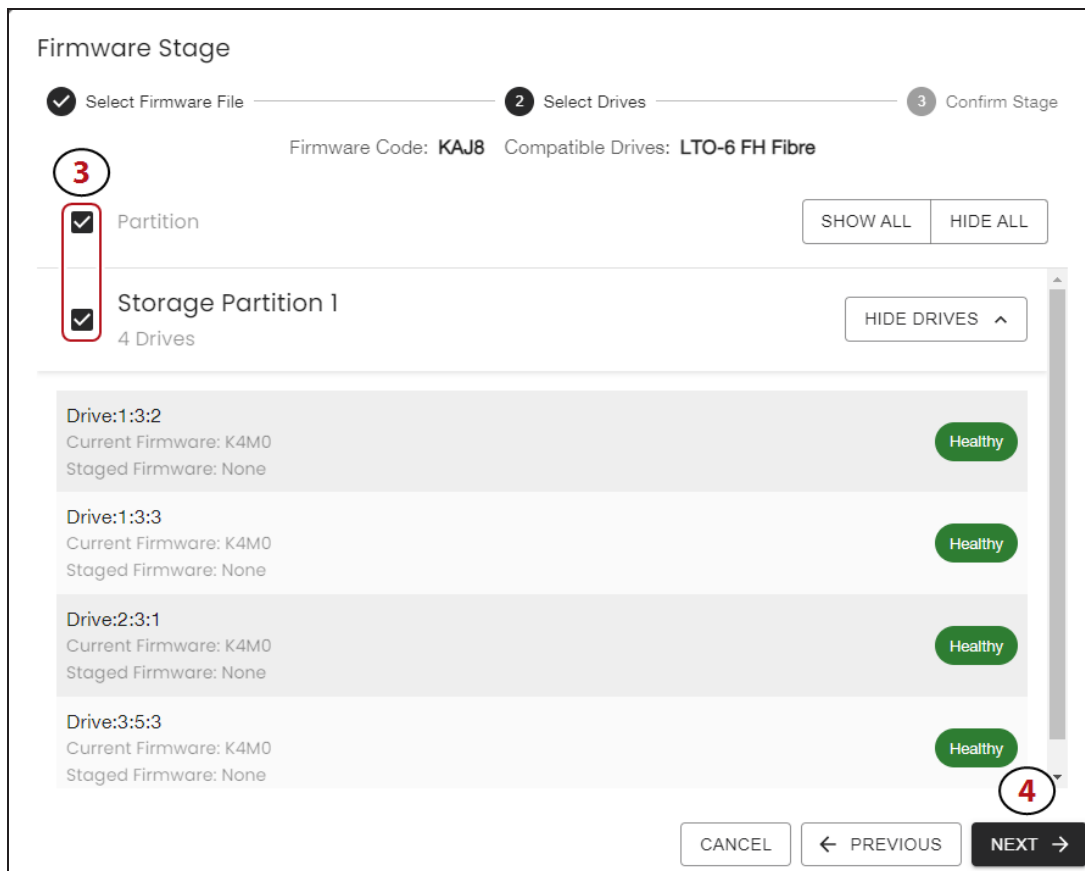 Firmware Stage
Select Firmware File 2 Select Drives 3 Confirm Stage
Firmware Code: KAJ8 Compatible Drives: LTO-6 FH Fibre
3
Partition SHOW ALL HIDE ALL
Storage Partition 1
4 Drives HIDE DRIVES
Drive:1:3:2
Current Firmware: K4M0
Staged Firmware: None
Healthy
Drive:1:3:3
Current Firmware: K4M0
Staged Firmware: None
Healthy
Drive:2:3:1
Current Firmware: K4M0
Staged Firmware: None
Healthy
Drive:3:5:3
Current Firmware: K4M0
Staged Firmware: None
Healthy
4
CANCEL PREVIOUS NEXT